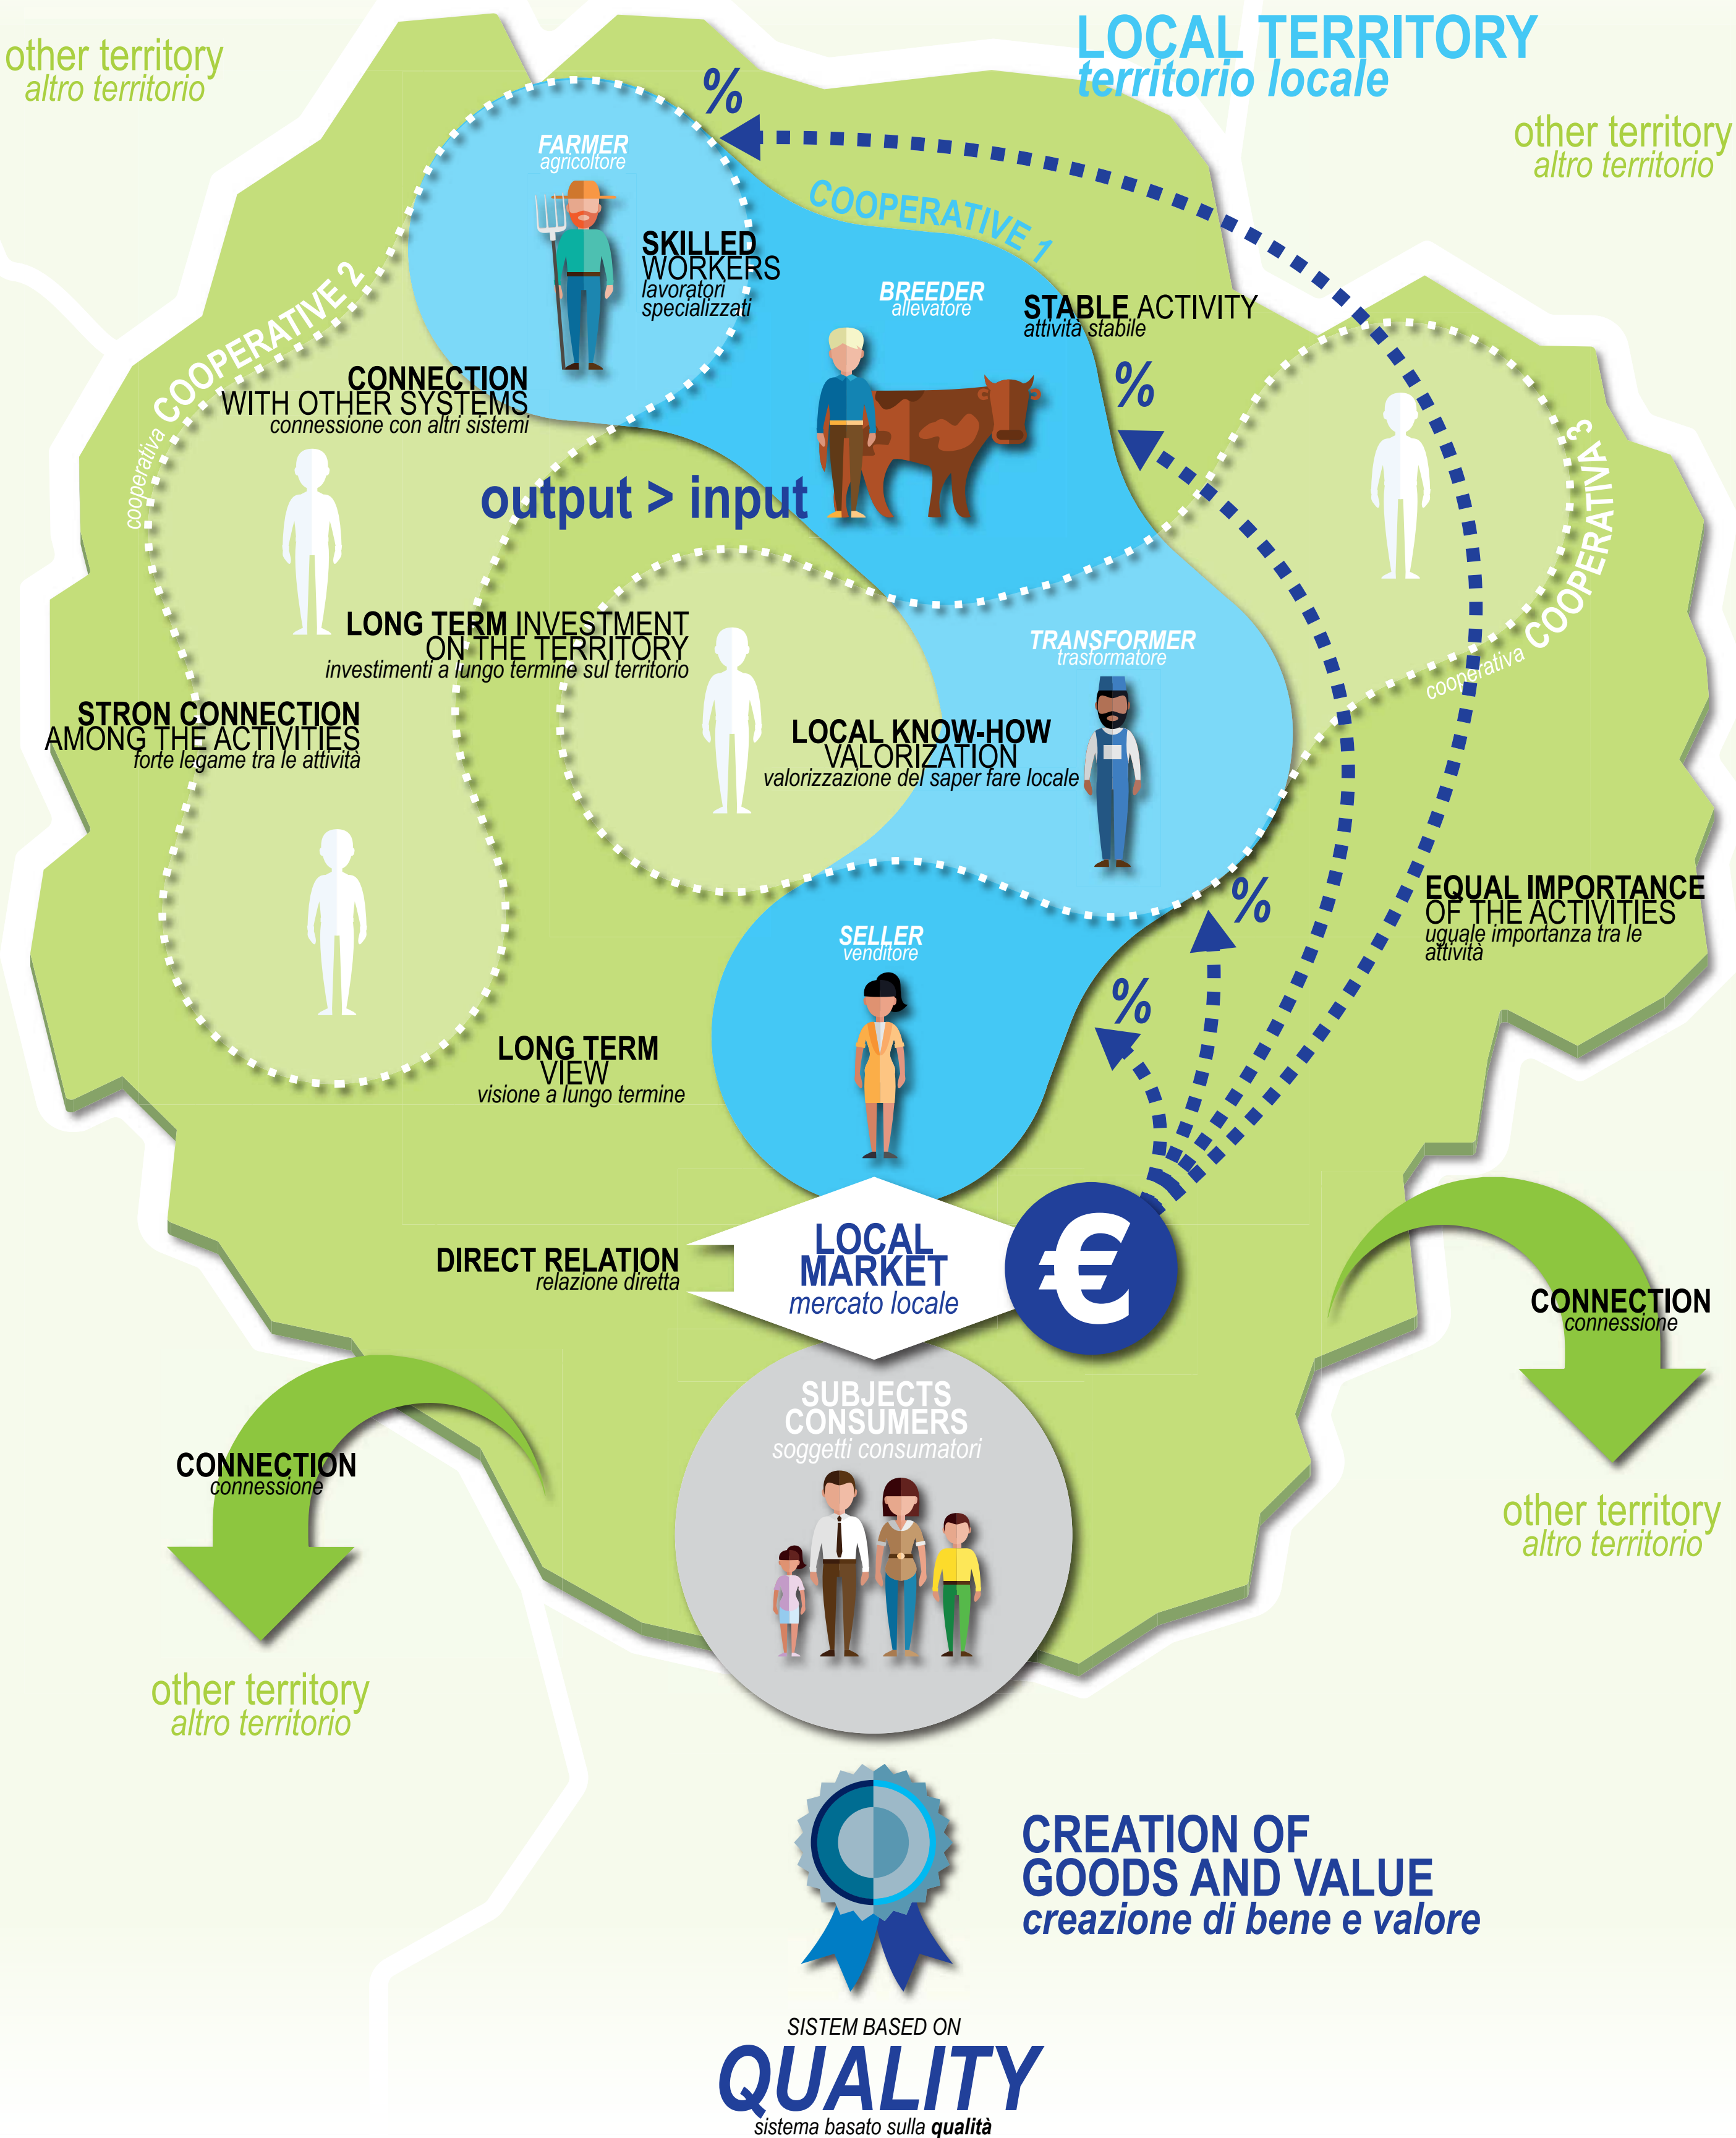 LOCAL TERRITORY
territorio locale
other territory
altro territorio
other territory
altro territorio
%
FARMER
agricoltore
COOPERATIVE 1
SKILLED
WORKERS
lavoratori
specializzati
BREEDER
allevatore
STABLE ACTIVITY
attività stabile
cooperativa COOPERATIVE 2
CONNECTION
WITH OTHER SYSTEMS
connessione con altri sistemi
%
output > input
cooperativa COOPERATIVA 3
LONG TERM INVESTMENT
ON THE TERRITORY
investimenti a lungo termine sul territorio
TRANSFORMER
trasformatore
STRON CONNECTION
AMONG THE ACTIVITIES
forte legame tra le attività
LOCAL KNOW-HOW
VALORIZATION
valorizzazione del saper fare locale
%
EQUAL IMPORTANCE
OF THE ACTIVITIES
uguale importanza tra le
attività
SELLER
venditore
%
LONG TERM
VIEW
visione a lungo termine
DIRECT RELATION
relazione diretta
LOCAL
MARKET
mercato locale
€
CONNECTION
connessione
SUBJECTS
CONSUMERS
soggetti consumatori
CONNECTION
connessione
other territory
altro territorio
other territory
altro territorio
CREATION OF
GOODS AND VALUE
creazione di bene e valore
SISTEM BASED ON
QUALITY
sistema basato sulla qualità